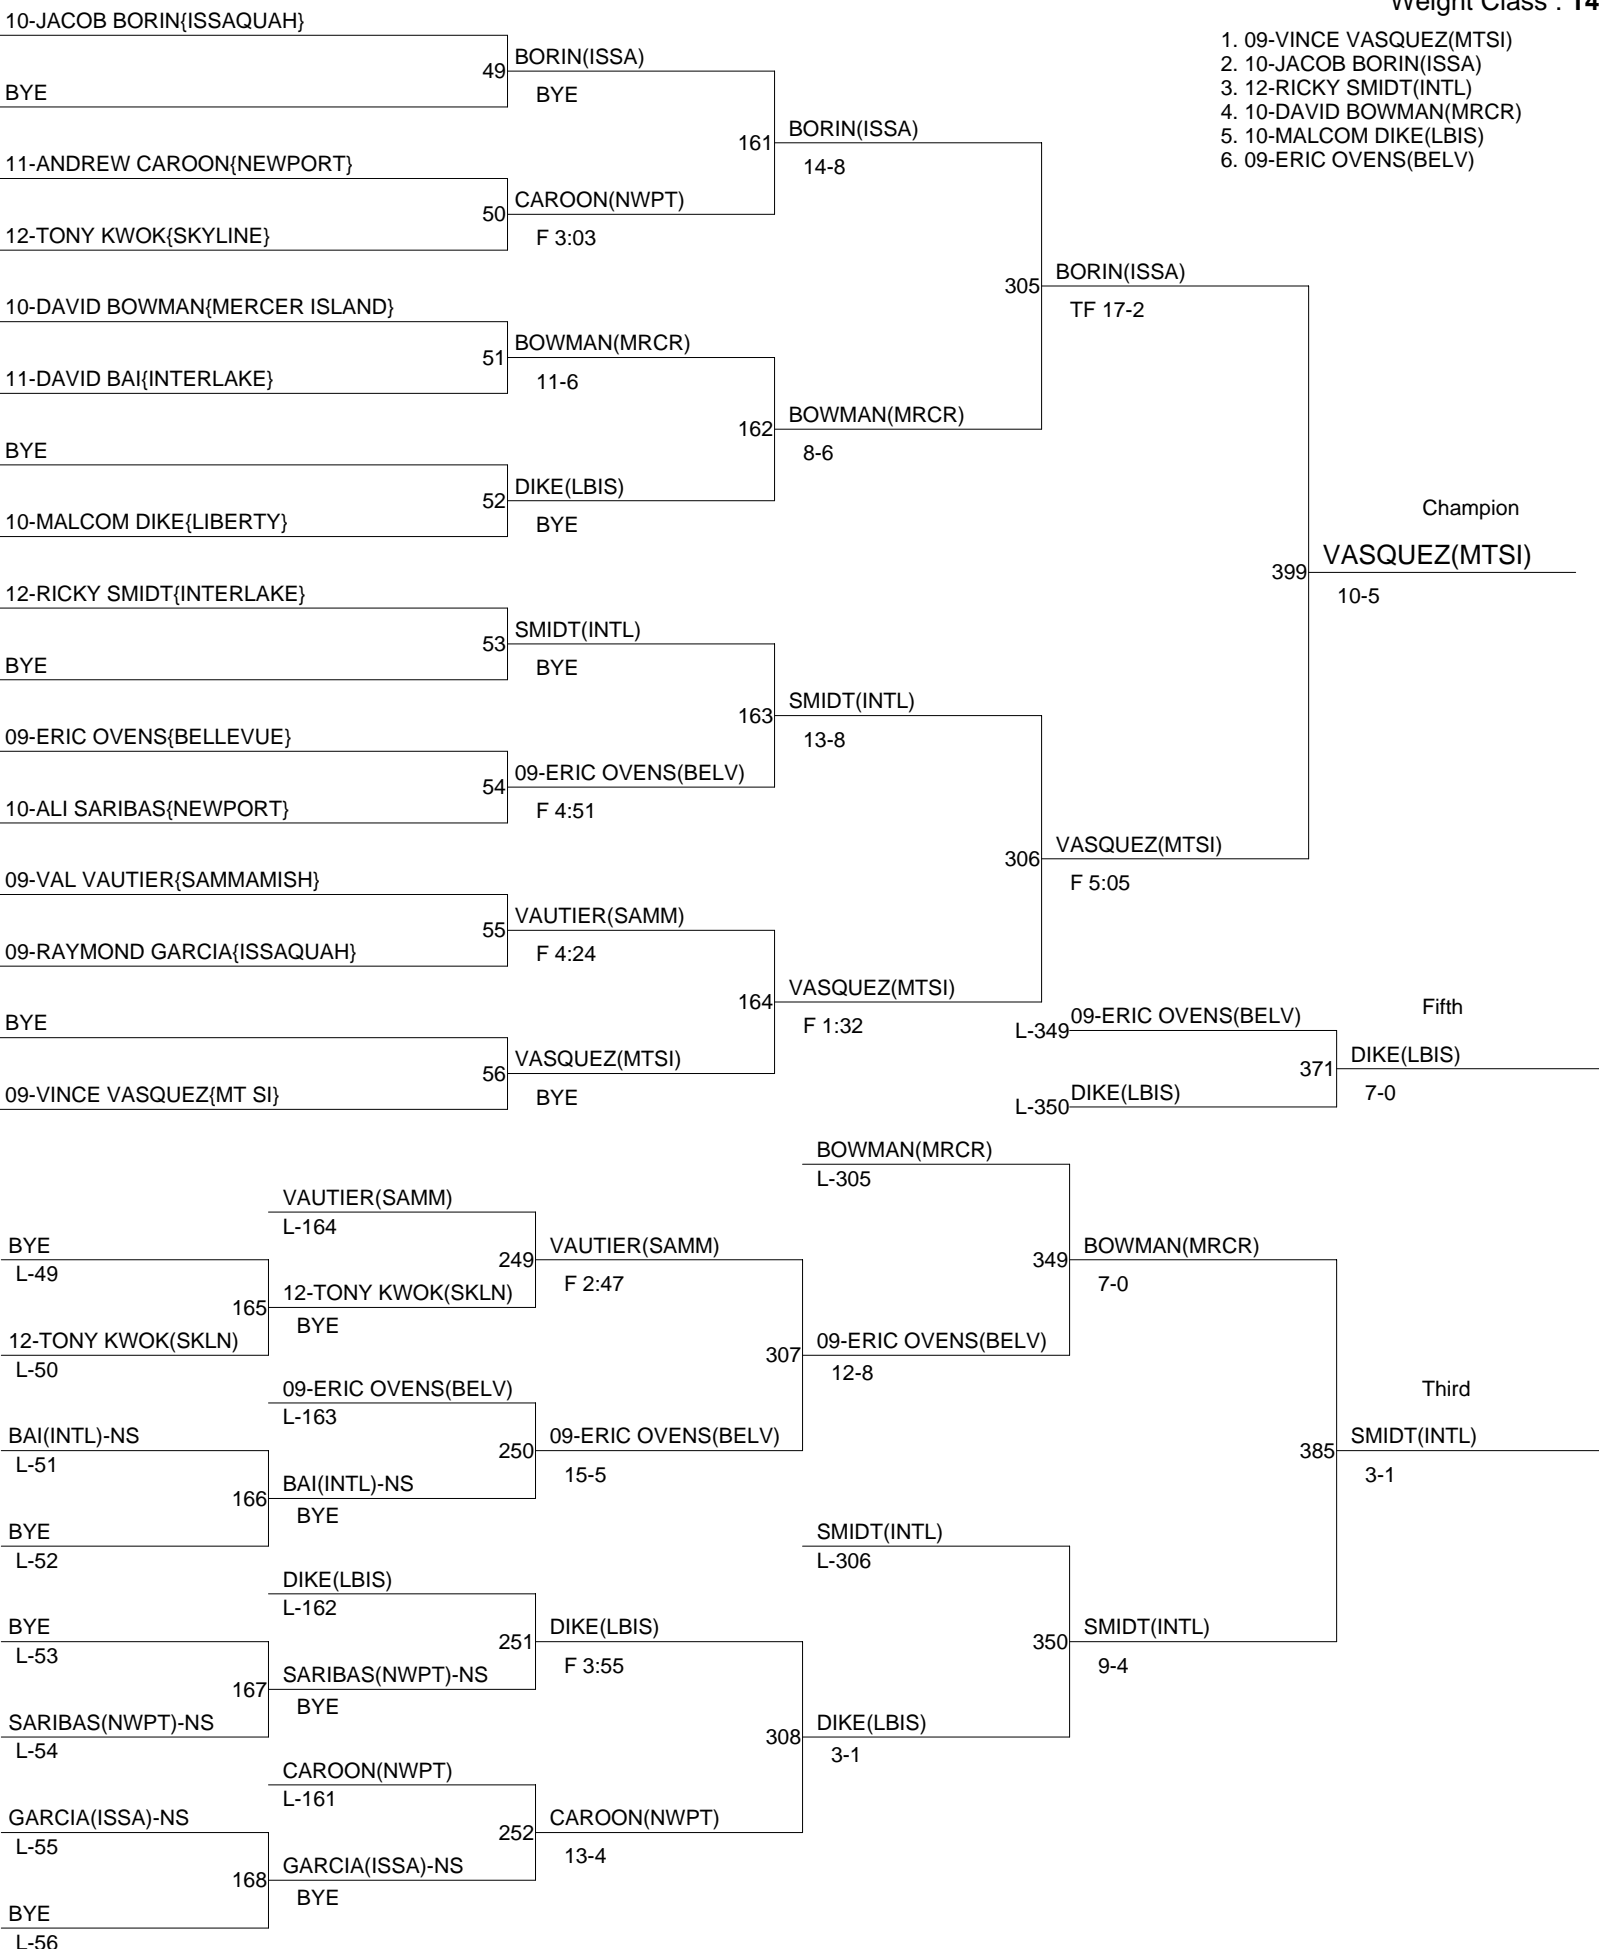 Weight Class : 14
1. 09-VINCE VASQUEZ(MTSI)
2. 10-JACOB BORIN(ISSA)
3. 12-RICKY SMIDT(INTL)
4. 10-DAVID BOWMAN(MRCR)
5. 10-MALCOM DIKE(LBIS)
6. 09-ERIC OVENS(BELV)
10-JACOB BORIN{ISSAQUAH}
BYE
11-ANDREW CAROON{NEWPORT}
12-TONY KWOK{SKYLINE}
10-DAVID BOWMAN{MERCER ISLAND}
11-DAVID BAI{INTERLAKE}
BYE
10-MALCOM DIKE{LIBERTY}
12-RICKY SMIDT{INTERLAKE}
BYE
09-ERIC OVENS{BELLEVUE}
10-ALI SARIBAS{NEWPORT}
09-VAL VAUTIER{SAMMAMISH}
09-RAYMOND GARCIA{ISSAQUAH}
BYE
09-VINCE VASQUEZ{MT SI}
49
BORIN(ISSA)
BYE
50
CAROON(NWPT)
F 3:03
51
BOWMAN(MRCR)
11-6
52
DIKE(LBIS)
BYE
53
SMIDT(INTL)
BYE
54
09-ERIC OVENS(BELV)
F 4:51
55
VAUTIER(SAMM)
F 4:24
56
VASQUEZ(MTSI)
BYE
161
BORIN(ISSA)
14-8
162
BOWMAN(MRCR)
8-6
163
SMIDT(INTL)
13-8
164
VASQUEZ(MTSI)
F 1:32
305
BORIN(ISSA)
TF 17-2
306
VASQUEZ(MTSI)
F 5:05
Champion
399
VASQUEZ(MTSI)
10-5
Fifth
L-349
09-ERIC OVENS(BELV)
L-350
DIKE(LBIS)
371
DIKE(LBIS)
7-0
BYE
L-49
12-TONY KWOK(SKLN)
L-50
BAI(INTL)-NS
L-51
BYE
L-52
BYE
L-53
SARIBAS(NWPT)-NS
L-54
GARCIA(ISSA)-NS
L-55
BYE
L-56
VAUTIER(SAMM)
L-164
165
12-TONY KWOK(SKLN)
BYE
09-ERIC OVENS(BELV)
L-163
166
BAI(INTL)-NS
BYE
DIKE(LBIS)
L-162
167
SARIBAS(NWPT)-NS
BYE
CAROON(NWPT)
L-161
168
GARCIA(ISSA)-NS
BYE
249
VAUTIER(SAMM)
F 2:47
250
09-ERIC OVENS(BELV)
15-5
251
DIKE(LBIS)
F 3:55
252
CAROON(NWPT)
13-4
BOWMAN(MRCR)
L-305
307
09-ERIC OVENS(BELV)
12-8
SMIDT(INTL)
L-306
308
DIKE(LBIS)
3-1
349
BOWMAN(MRCR)
7-0
350
SMIDT(INTL)
9-4
Third
385
SMIDT(INTL)
3-1